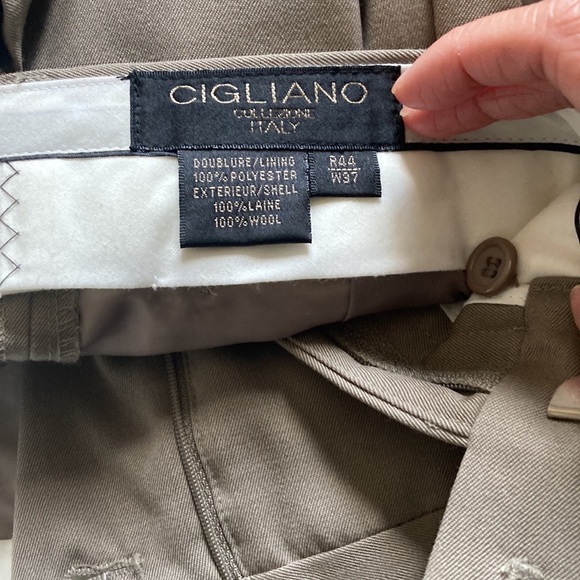 CIGLIANO
COLLEZIONE
ITALY
DOUBLURE/LINING
100% POLYESTER
EXTERIEUR/SHELL
100% LAINE
100% WOOL
R44
W37